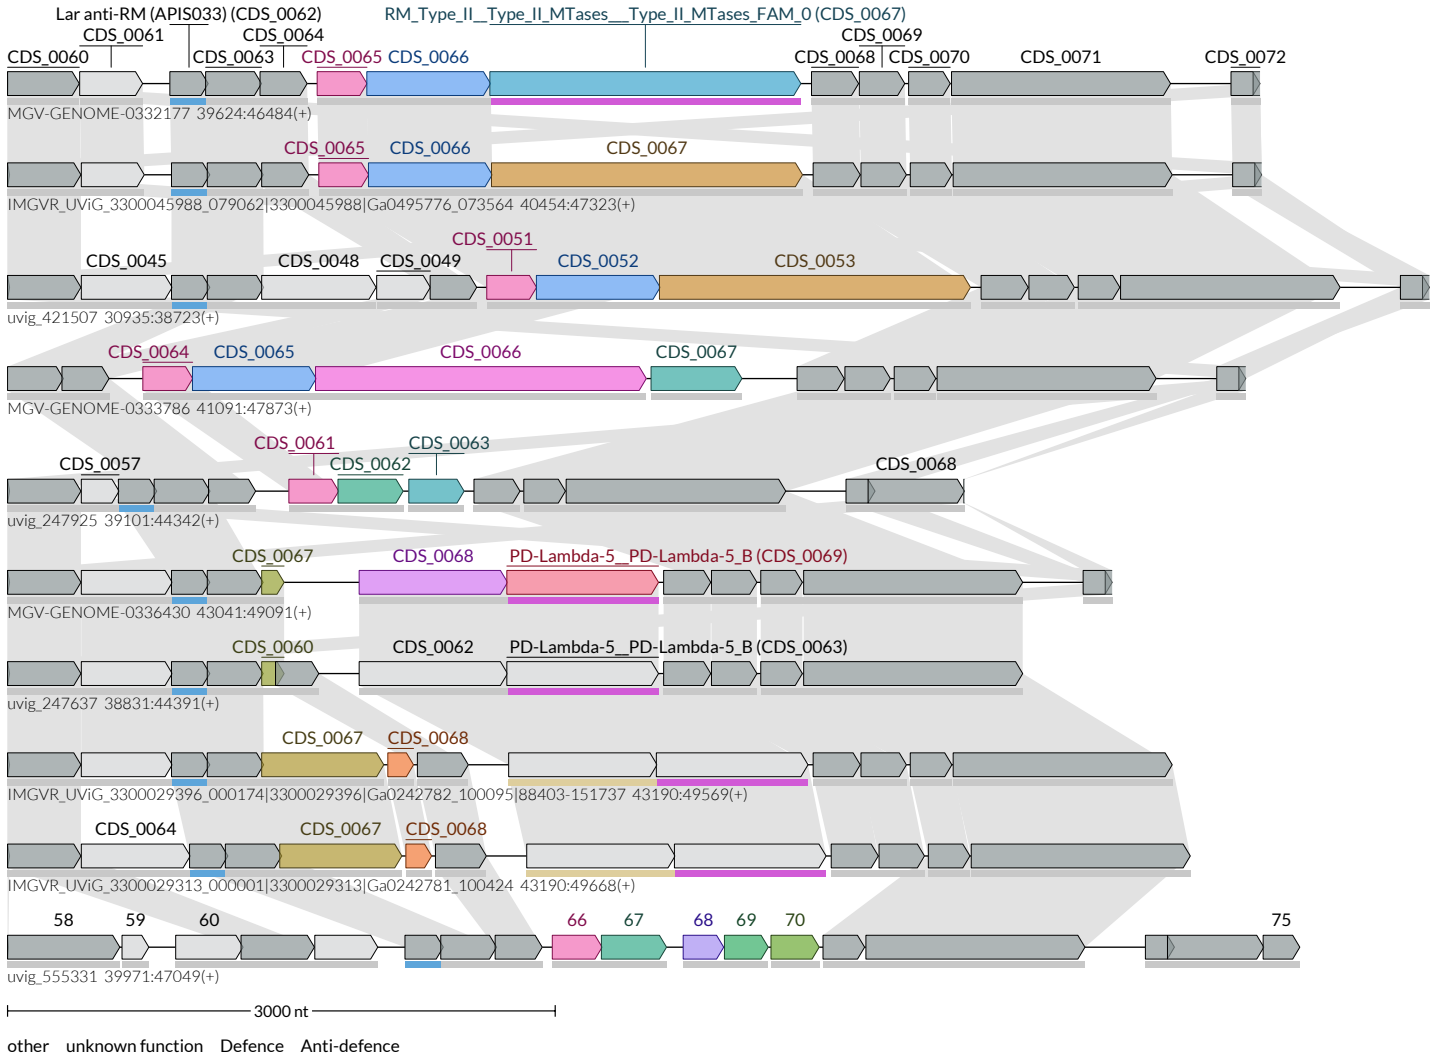 Lar anti-RM (APIS033) (CDS_0062) RM_Type_II__Type_II_MTases___Type_II_MTases_FAM_0 (CDS_0067)
CDS_0061 CDS_0064 CDS_0069
CDS_0060 CDS_0063 CDS_0065 CDS_0066 CDS_0068 CDS_0070 CDS_0071 CDS_0072
MGV-GENOME-0332177 39624:46484(+)
CDS_0065 CDS_0066 CDS_0067
IMGVR_UViG_3300045988_079062|3300045988|Ga0495776_073564 40454:47323(+)
CDS_0051
CDS_0045 CDS_0048 CDS_0049 CDS_0052 CDS_0053
uvig_421507 30935:38723(+)
CDS_0064 CDS_0065 CDS_0066 CDS_0067
MGV-GENOME-0333786 41091:47873(+)
CDS_0061 CDS_0063
CDS_0057 CDS_0062 CDS_0068
uvig_247925 39101:44342(+)
CDS_0067 CDS_0068 PD-Lambda-5__PD-Lambda-5_B (CDS_0069)
MGV-GENOME-0336430 43041:49091(+)
CDS_0060 CDS_0062 PD-Lambda-5__PD-Lambda-5_B (CDS_0063)
uvig_247637 38831:44391(+)
CDS_0067 CDS_0068
IMGVR_UViG_3300029396_000174|3300029396|Ga0242782_100095|88403-151737 43190:49569(+)
CDS_0064 CDS_0067 CDS_0068
IMGVR_UViG_3300029313_000001|3300029313|Ga0242781_100424 43190:49668(+)
58 59 60 66 67 68 69 70 75
uvig_555331 39971:47049(+)
3000 nt
other unknown function Defence Anti-defence